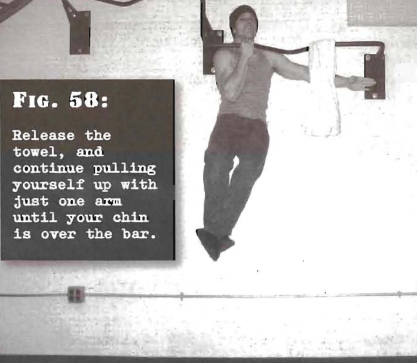 FIG. 58:
Release the
towel, and
continue pulling
yourself up with
just one arm
until your chin
is over the bar.